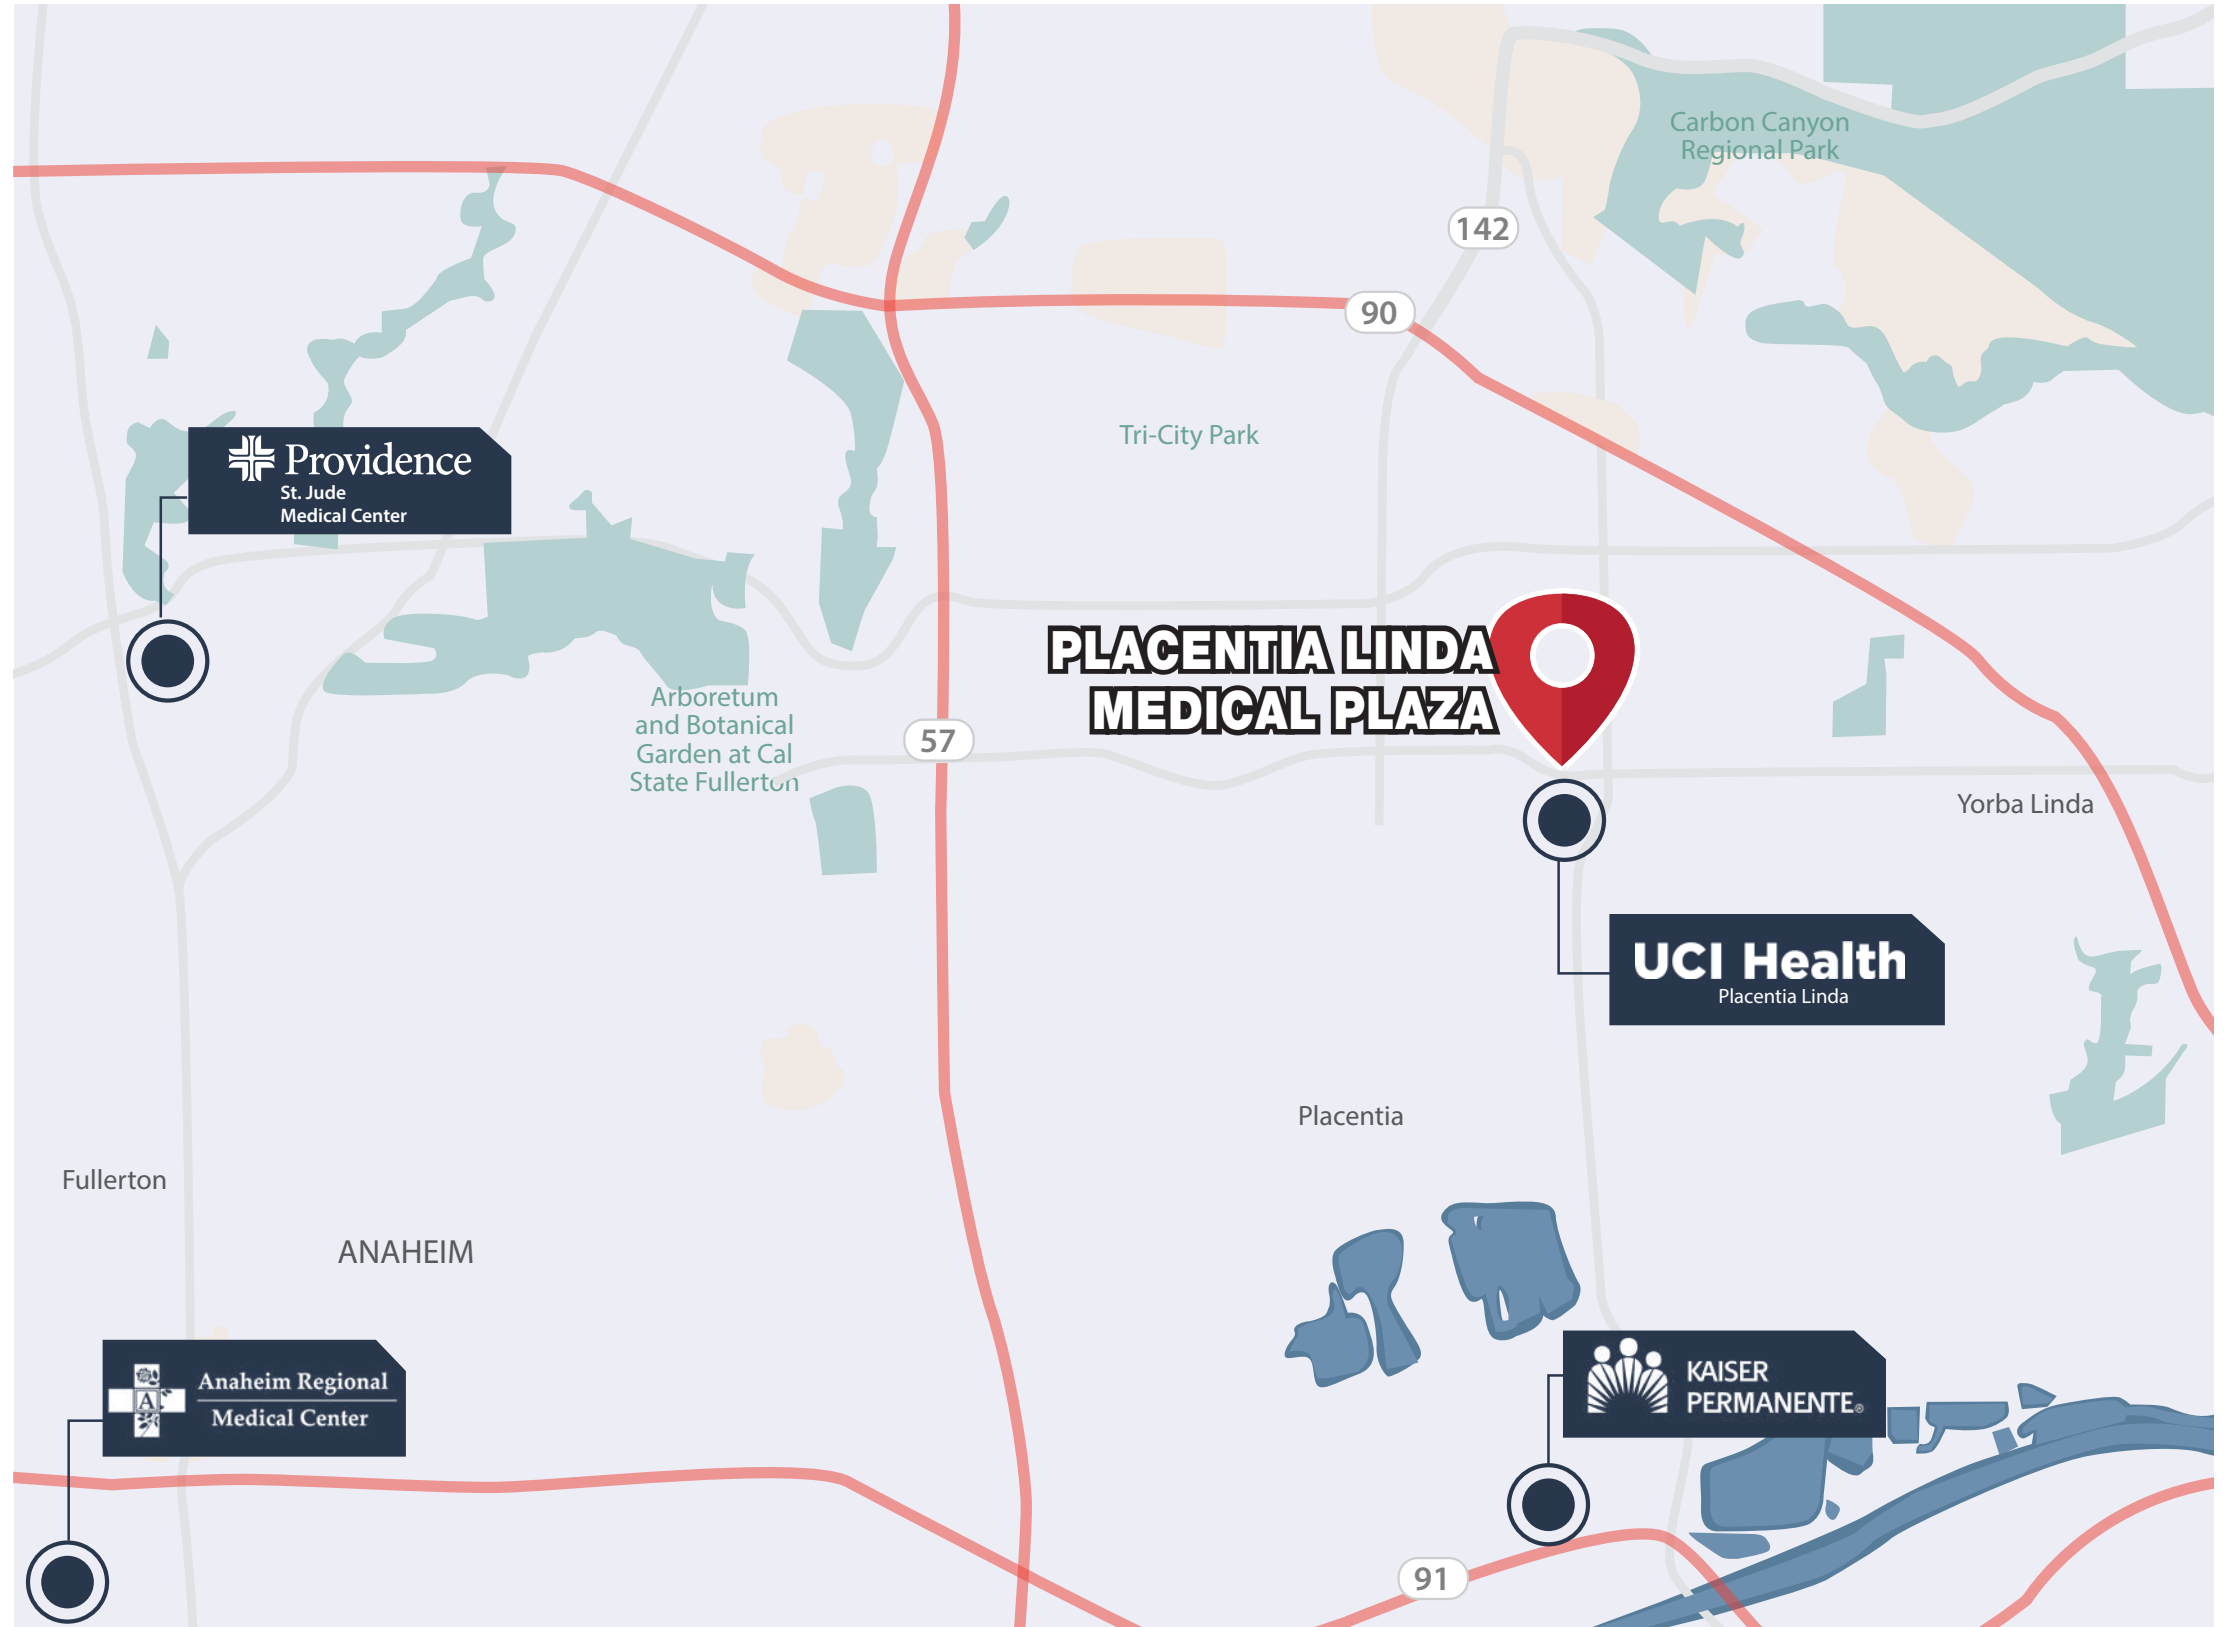 Carbon Canyon
Regional Park
142
90
Tri-City Park
Providence
St. Jude
Medical Center
PLACENTIA LINDA
MEDICAL PLAZA
Arboretum
and Botanical
Garden at Cal
State Fullerton
57
Yorba Linda
UCI Health
Placentia Linda
Placentia
Fullerton
ANAHEIM
A
Anaheim Regional
Medical Center
KAISER
PERMANENTE®
91